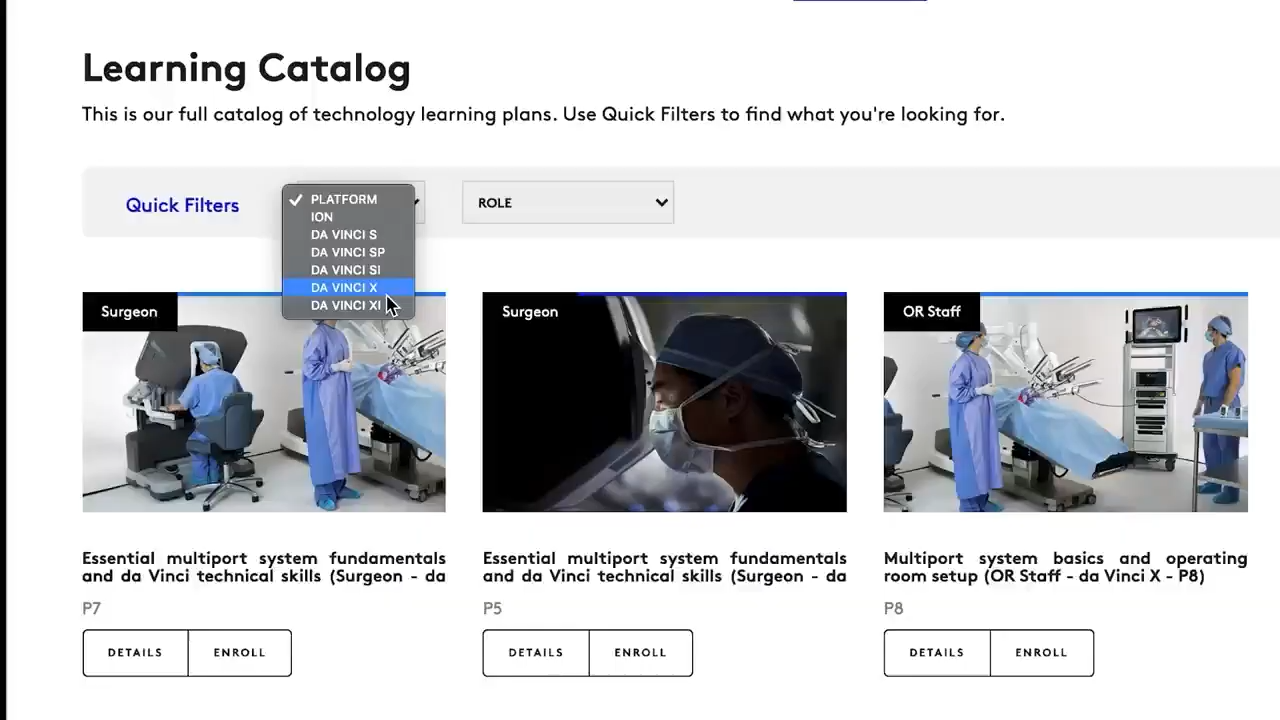 Learning Catalog
This is our full catalog of technology learning plans. Use Quick Filters to find what you're looking for.
Quick Filters
PLATFORM
ION
DA VINCI S
DA VINCI SP
DA VINCI SI
DA VINCI X
DA VINCI XI
ROLE
Surgeon
Surgeon
OR Staff
Essential multiport system fundamentals
and da Vinci technical skills (Surgeon - da
P7
DETAILS
ENROLL
Essential multiport system fundamentals
and da Vinci technical skills (Surgeon - da
P5
DETAILS
ENROLL
Multiport system basics and operating
room setup (OR Staff - da Vinci X - P8)
P8
DETAILS
ENROLL